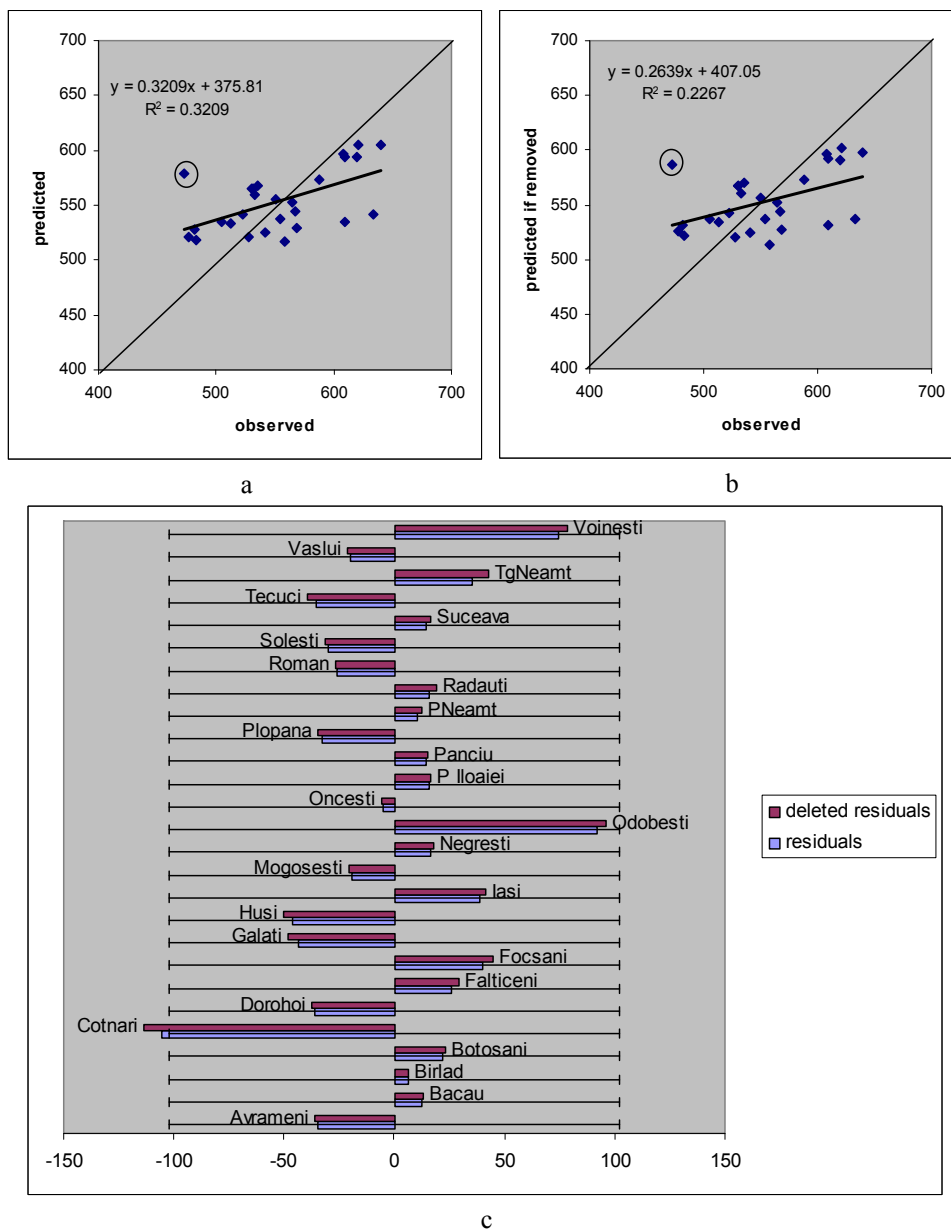 700
650
600
550
500
450
400
y = 0.3209x + 375.81
R² = 0.3209
predicted
400 500 600 700
observed
a
700
650
600
550
500
450
400
y = 0.2639x + 407.05
R² = 0.2267
predicted if removed
400 500 600 700
observed
b
Voinesti
Vaslui
TgNeamt
Tecuci
Suceava
Solesti
Roman
Radauti
PNeamt
Plopana
Panciu
P Iloaiei
Oncesti
Odobesti
Negresti
Mogosesti
Iasi
Husi
Galati
Focsani
Falticeni
Dorohoi
Cotnari
Botosani
Birlad
Bacau
Avrameni
-150 -100 -50 0 50 100 150
deleted residuals
residuals
c